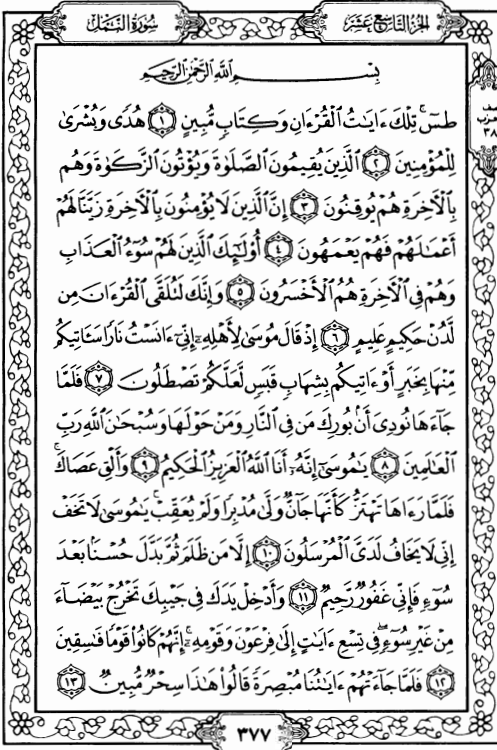 الجزء التاسع عشر
سورة النمل
بِسْمِ ٱللَّهِ ٱلرَّحْمَٰنِ ٱلرَّحِيمِ
طسٓۚ تِلْكَ ءَايَٰتُ ٱلْقُرْءَانِ وَكِتَابٍ مُّبِينٍ ١ هُدًى وَبُشْرَىٰ
لِلْمُؤْمِنِينَ ٢ ٱلَّذِينَ يُقِيمُونَ ٱلصَّلَوٰةَ وَيُؤْتُونَ ٱلزَّكَوٰةَ وَهُم
بِٱلْأَخِرَةِ هُمْ يُوقِنُونَ ٣ إِنَّ ٱلَّذِينَ لَا يُؤْمِنُونَ بِٱلْأَخِرَةِ زَيَّنَّا لَهُمْ
أَعْمَٰلَهُمْ فَهُمْ يَعْمَهُونَ ٤ أُوْلَٰٓئِكَ ٱلَّذِينَ لَهُمْ سُوٓءُ ٱلْعَذَابِ
وَهُمْ فِي ٱلْأَخِرَةِ هُمُ ٱلْأَخْسَرُونَ ٥ وَإِنَّكَ لَتُلَقَّى ٱلْقُرْءَانَ مِن
لَّدُنْ حَكِيمٍ عَلِيمٍ ٦ إِذْ قَالَ مُوسَىٰ لِأَهْلِهِۦٓ إِنِّيٓ ءَانَسْتُ نَارًا سَـَٔاتِيكُم
مِّنْهَا بِخَبَرٍ أَوْ ءَاتِيكُم بِشِهَابٍ قَبَسٍ لَّعَلَّكُمْ تَصْطَلُونَ ٧ فَلَمَّا
جَآءَهَا نُودِيَ أَنۢ بُورِكَ مَن فِي ٱلنَّارِ وَمَنْ حَوْلَهَا وَسُبْحَٰنَ ٱللَّهِ رَبِّ
ٱلْعَٰلَمِينَ ٨ يَٰمُوسَىٰٓ إِنَّهُۥٓ أَنَا ٱللَّهُ ٱلْعَزِيزُ ٱلْحَكِيمُ ٩ وَأَلْقِ عَصَاكَۚ
فَلَمَّا رَءَاهَا تَهْتَزُّ كَأَنَّهَا جَآنٌّ وَلَّىٰ مُدْبِرًا وَلَمْ يُعَقِّبْۚ يَٰمُوسَىٰ لَا تَخَفْ
إِنِّي لَا يَخَافُ لَدَيَّ ٱلْمُرْسَلُونَ ١٠ إِلَّا مَن ظَلَمَ ثُمَّ بَدَّلَ حُسْنًۢا بَعْدَ
سُوٓءٍ فَإِنِّي غَفُورٌ رَّحِيمٌ ١١ وَأَدْخِلْ يَدَكَ فِي جَيْبِكَ تَخْرُجْ بَيْضَآءَ
مِنْ غَيْرِ سُوٓءٍۖ فِي تِسْعِ ءَايَٰتٍ إِلَىٰ فِرْعَوْنَ وَقَوْمِهِۦٓۚ إِنَّهُمْ كَانُوا۟ قَوْمًا فَٰسِقِينَ
١٢ فَلَمَّا جَآءَتْهُمْ ءَايَٰتُنَا مُبْصِرَةً قَالُوا۟ هَٰذَا سِحْرٌ مُّبِينٌ ١٣
٣٨
٣٧٧